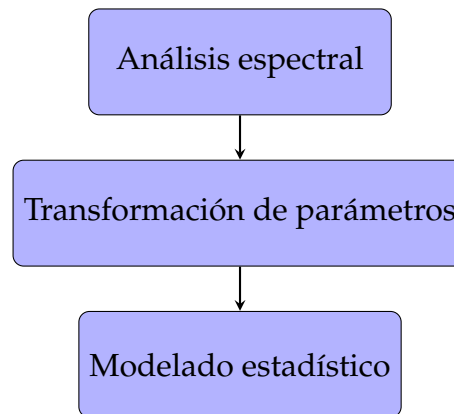 Análisis espectral
Transformación de parámetros
Modelado estadístico